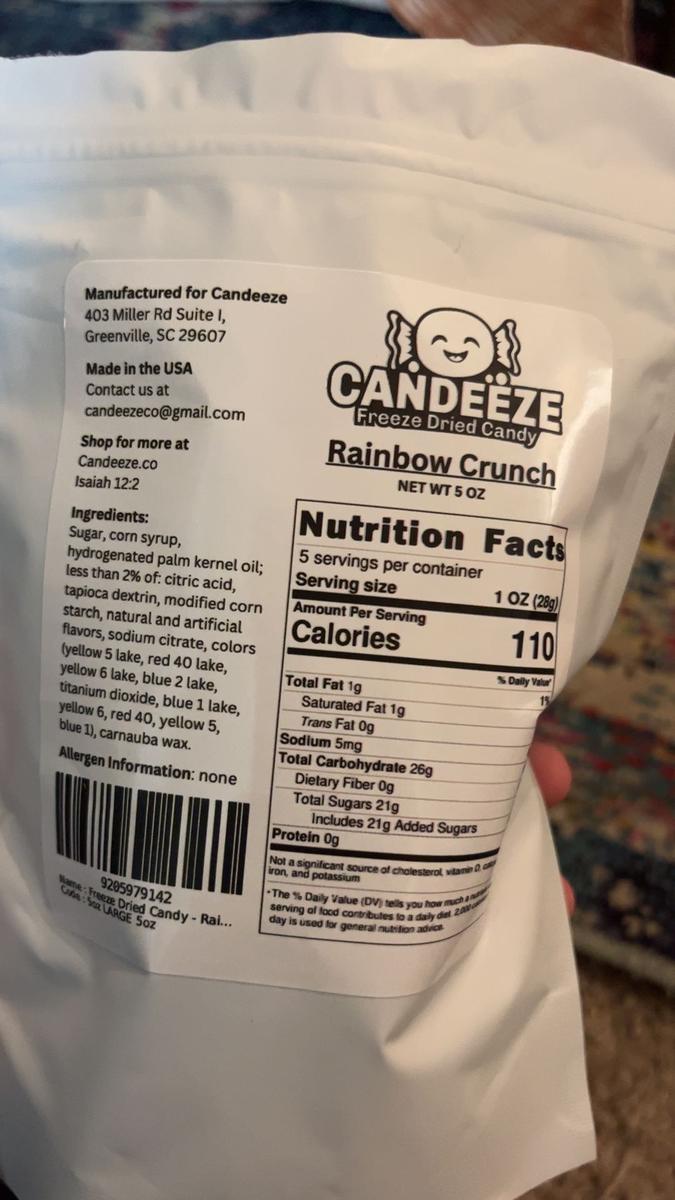 Manufactured for Candeeze
403 Miller Rd Suite I,
Greenville, SC 29607
Made in the USA
Contact us at
candeezeco@gmail.com
Shop for more at
Candeeze.co
Isaiah 12:2
Ingredients:
Sugar, corn syrup,
hydrogenated palm kernel oil;
less than 2% of: citric acid,
tapioca dextrin, modified corn
starch, natural and artificial
flavors, sodium citrate, colors
(yellow 5 lake, red 40 lake,
yellow 6 lake, blue 2 lake,
titanium dioxide, blue 1 lake,
yellow 6, red 40, yellow 5,
blue 1), carnauba wax.
Allergen Information: none
9205979142
Name : Freeze Dried Candy - Rai...
Code : 5oz LARGE 5oz
CANDEEZE
Freeze Dried Candy
Rainbow Crunch
NET WT 5 OZ
Nutrition Facts
5 servings per container
Serving size 1 OZ (28g)
Amount Per Serving
Calories 110
% Daily Value*
Total Fat 1g 1%
Saturated Fat 1g
Trans Fat 0g
Sodium 5mg
Total Carbohydrate 26g
Dietary Fiber 0g
Total Sugars 21g
Includes 21g Added Sugars
Protein 0g
Not a significant source of cholesterol, vitamin D,
iron, and potassium
*The % Daily Value (DV) tells you how much a
serving of food contributes to a daily diet. 2,000
day is used for general nutrition advice.